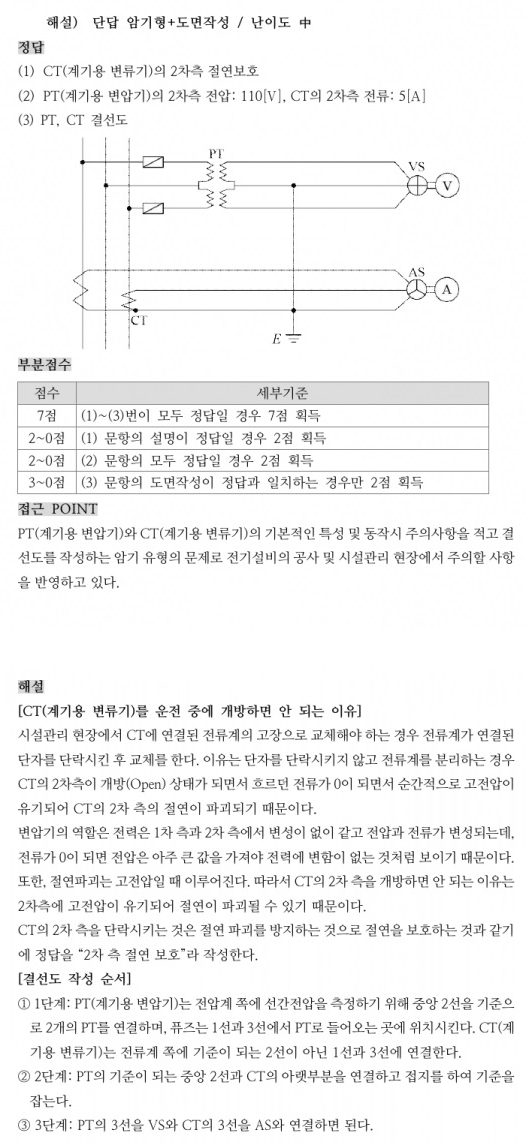 해설) 단답 암기형+도면작성 / 난이도 中
정답
(1) CT(계기용 변류기)의 2차측 절연보호
(2) PT(계기용 변압기)의 2차측 전압: 110[V], CT의 2차측 전류: 5[A]
(3) PT, CT 결선도
PT
VS
V
AS
A
CT
E
부분점수
점수 세부기준
7점 (1)~(3)번이 모두 정답일 경우 7점 획득
2~0점 (1) 문항의 설명이 정답일 경우 2점 획득
2~0점 (2) 문항의 모두 정답일 경우 2점 획득
3~0점 (3) 문항의 도면작성이 정답과 일치하는 경우만 2점 획득
접근 POINT
PT(계기용 변압기)와 CT(계기용 변류기)의 기본적인 특성 및 동작시 주의사항을 적고 결
선도를 작성하는 암기 유형의 문제로 전기설비의 공사 및 시설관리 현장에서 주의할 사항
을 반영하고 있다.
해설
[CT(계기용 변류기)를 운전 중에 개방하면 안 되는 이유]
시설관리 현장에서 CT에 연결된 전류계의 고장으로 교체해야 하는 경우 전류계가 연결된
단자를 단락시킨 후 교체를 한다. 이유는 단자를 단락시키지 않고 전류계를 분리하는 경우
CT의 2차측이 개방(Open) 상태가 되면서 흐르던 전류가 0이 되면서 순간적으로 고전압이
유기되어 CT의 2차 측의 절연이 파괴되기 때문이다.
변압기의 역할은 전력은 1차 측과 2차 측에서 변성이 없이 같고 전압과 전류가 변성되는데,
전류가 0이 되면 전압은 아주 큰 값을 가져야 전력에 변함이 없는 것처럼 보이기 때문이다.
또한, 절연파괴는 고전압일 때 이루어진다. 따라서 CT의 2차 측을 개방하면 안 되는 이유는
2차측에 고전압이 유기되어 절연이 파괴될 수 있기 때문이다.
CT의 2차 측을 단락시키는 것은 절연 파괴를 방지하는 것으로 절연을 보호하는 것과 같기
에 정답을 “2차 측 절연 보호”라 작성한다.
[결선도 작성 순서]
① 1단계: PT(계기용 변압기)는 전압계 쪽에 선간전압을 측정하기 위해 중앙 2선을 기준으
로 2개의 PT를 연결하며, 퓨즈는 1선과 3선에서 PT로 들어오는 곳에 위치시킨다. CT(계
기용 변류기)는 전류계 쪽에 기준이 되는 2선이 아닌 1선과 3선에 연결한다.
② 2단계: PT의 기준이 되는 중앙 2선과 CT의 아랫부분을 연결하고 접지를 하여 기준을
잡는다.
③ 3단계: PT의 3선을 VS와 CT의 3선을 AS와 연결하면 된다.